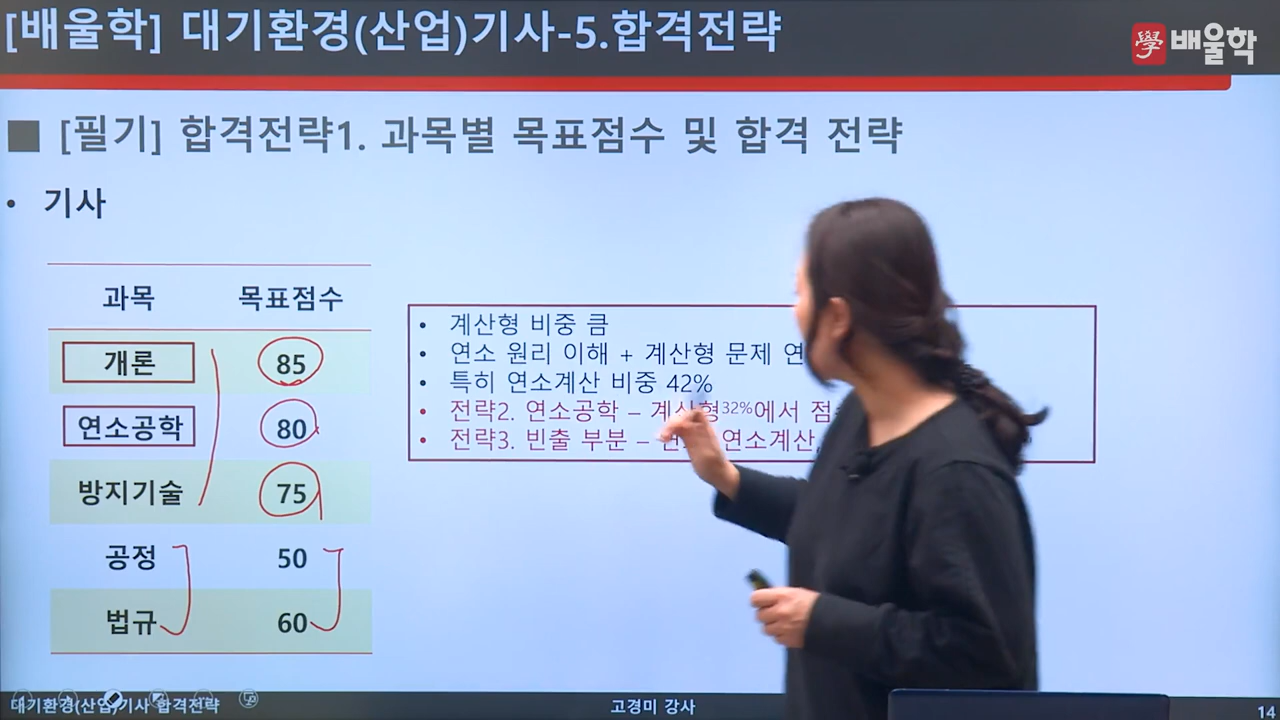 [배울학] 대기환경(산업)기사-5.합격전략
學 배울학
■ [필기] 합격전략1. 과목별 목표점수 및 합격 전략
• 기사
과목 목표점수
개론 85
연소공학 80
방지기술 75
공정 50
법규 60
• 계산형 비중 큼
• 연소 원리 이해 + 계산형 문제
• 특히 연소계산 비중 42%
• 전략2. 연소공학 – 계산형32%에서
• 전략3. 빈출 부분 – 연소계산,
대기환경(산업)기사 합격전략
고경미 강사
14